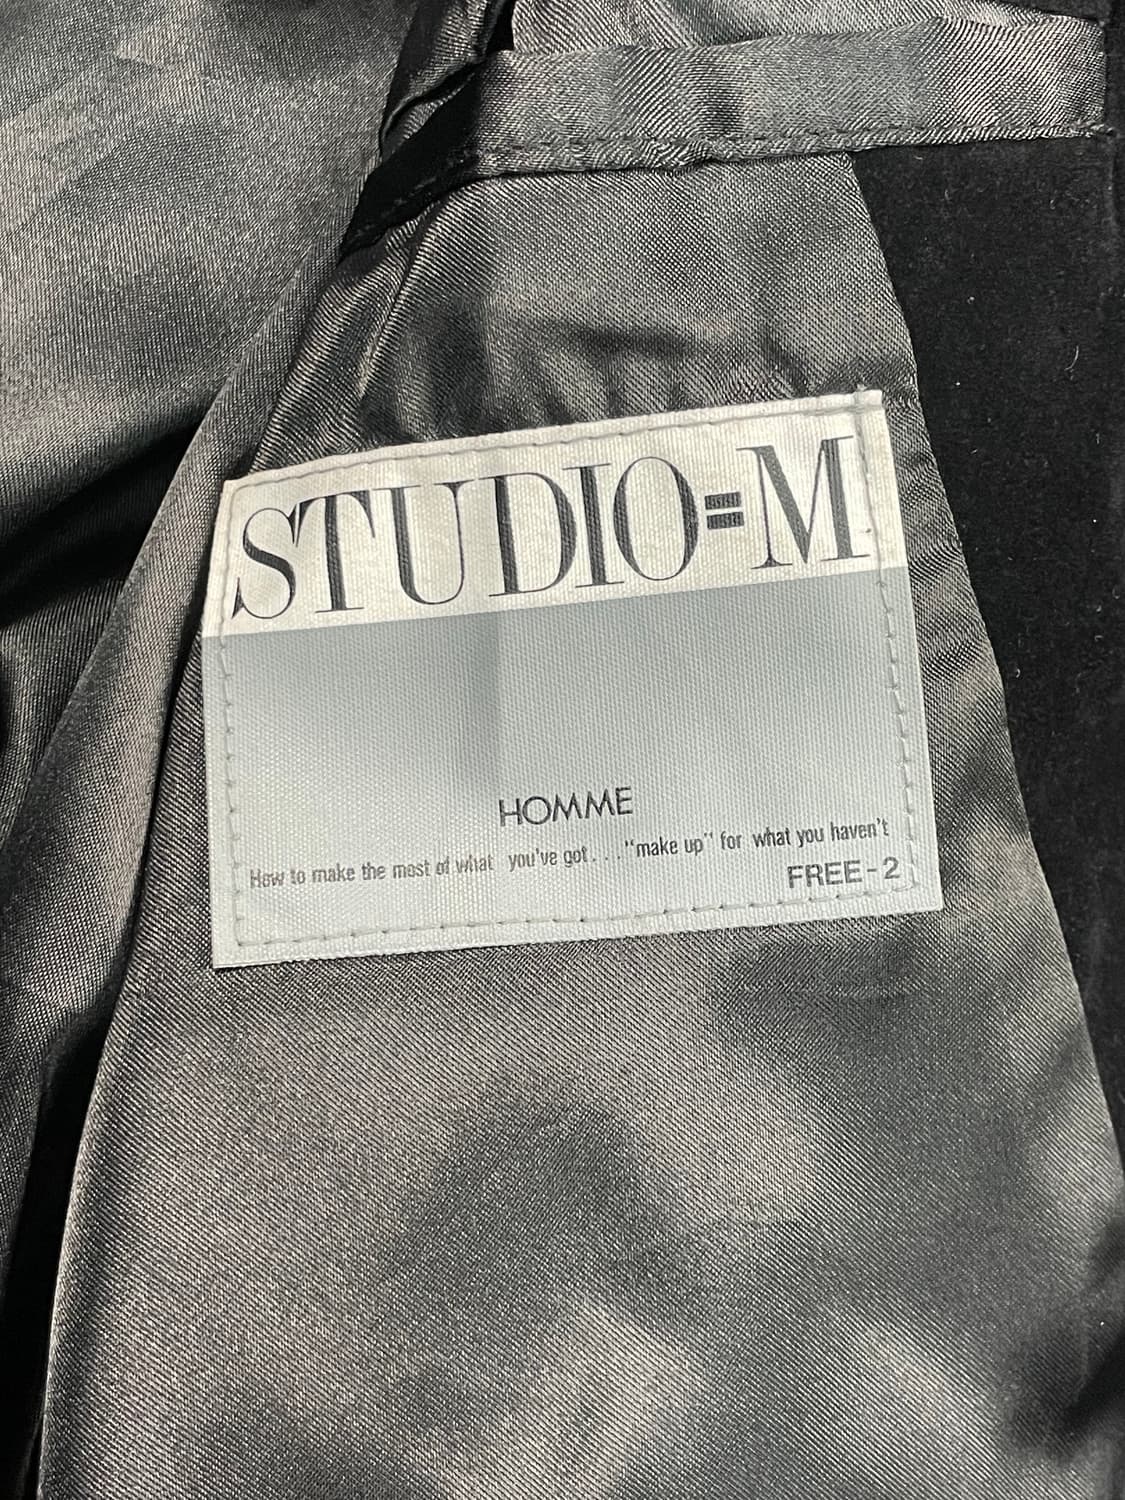 STUDIO=M
HOMME
How to make the most of what you've got...."make up" for what you haven't
FREE-2